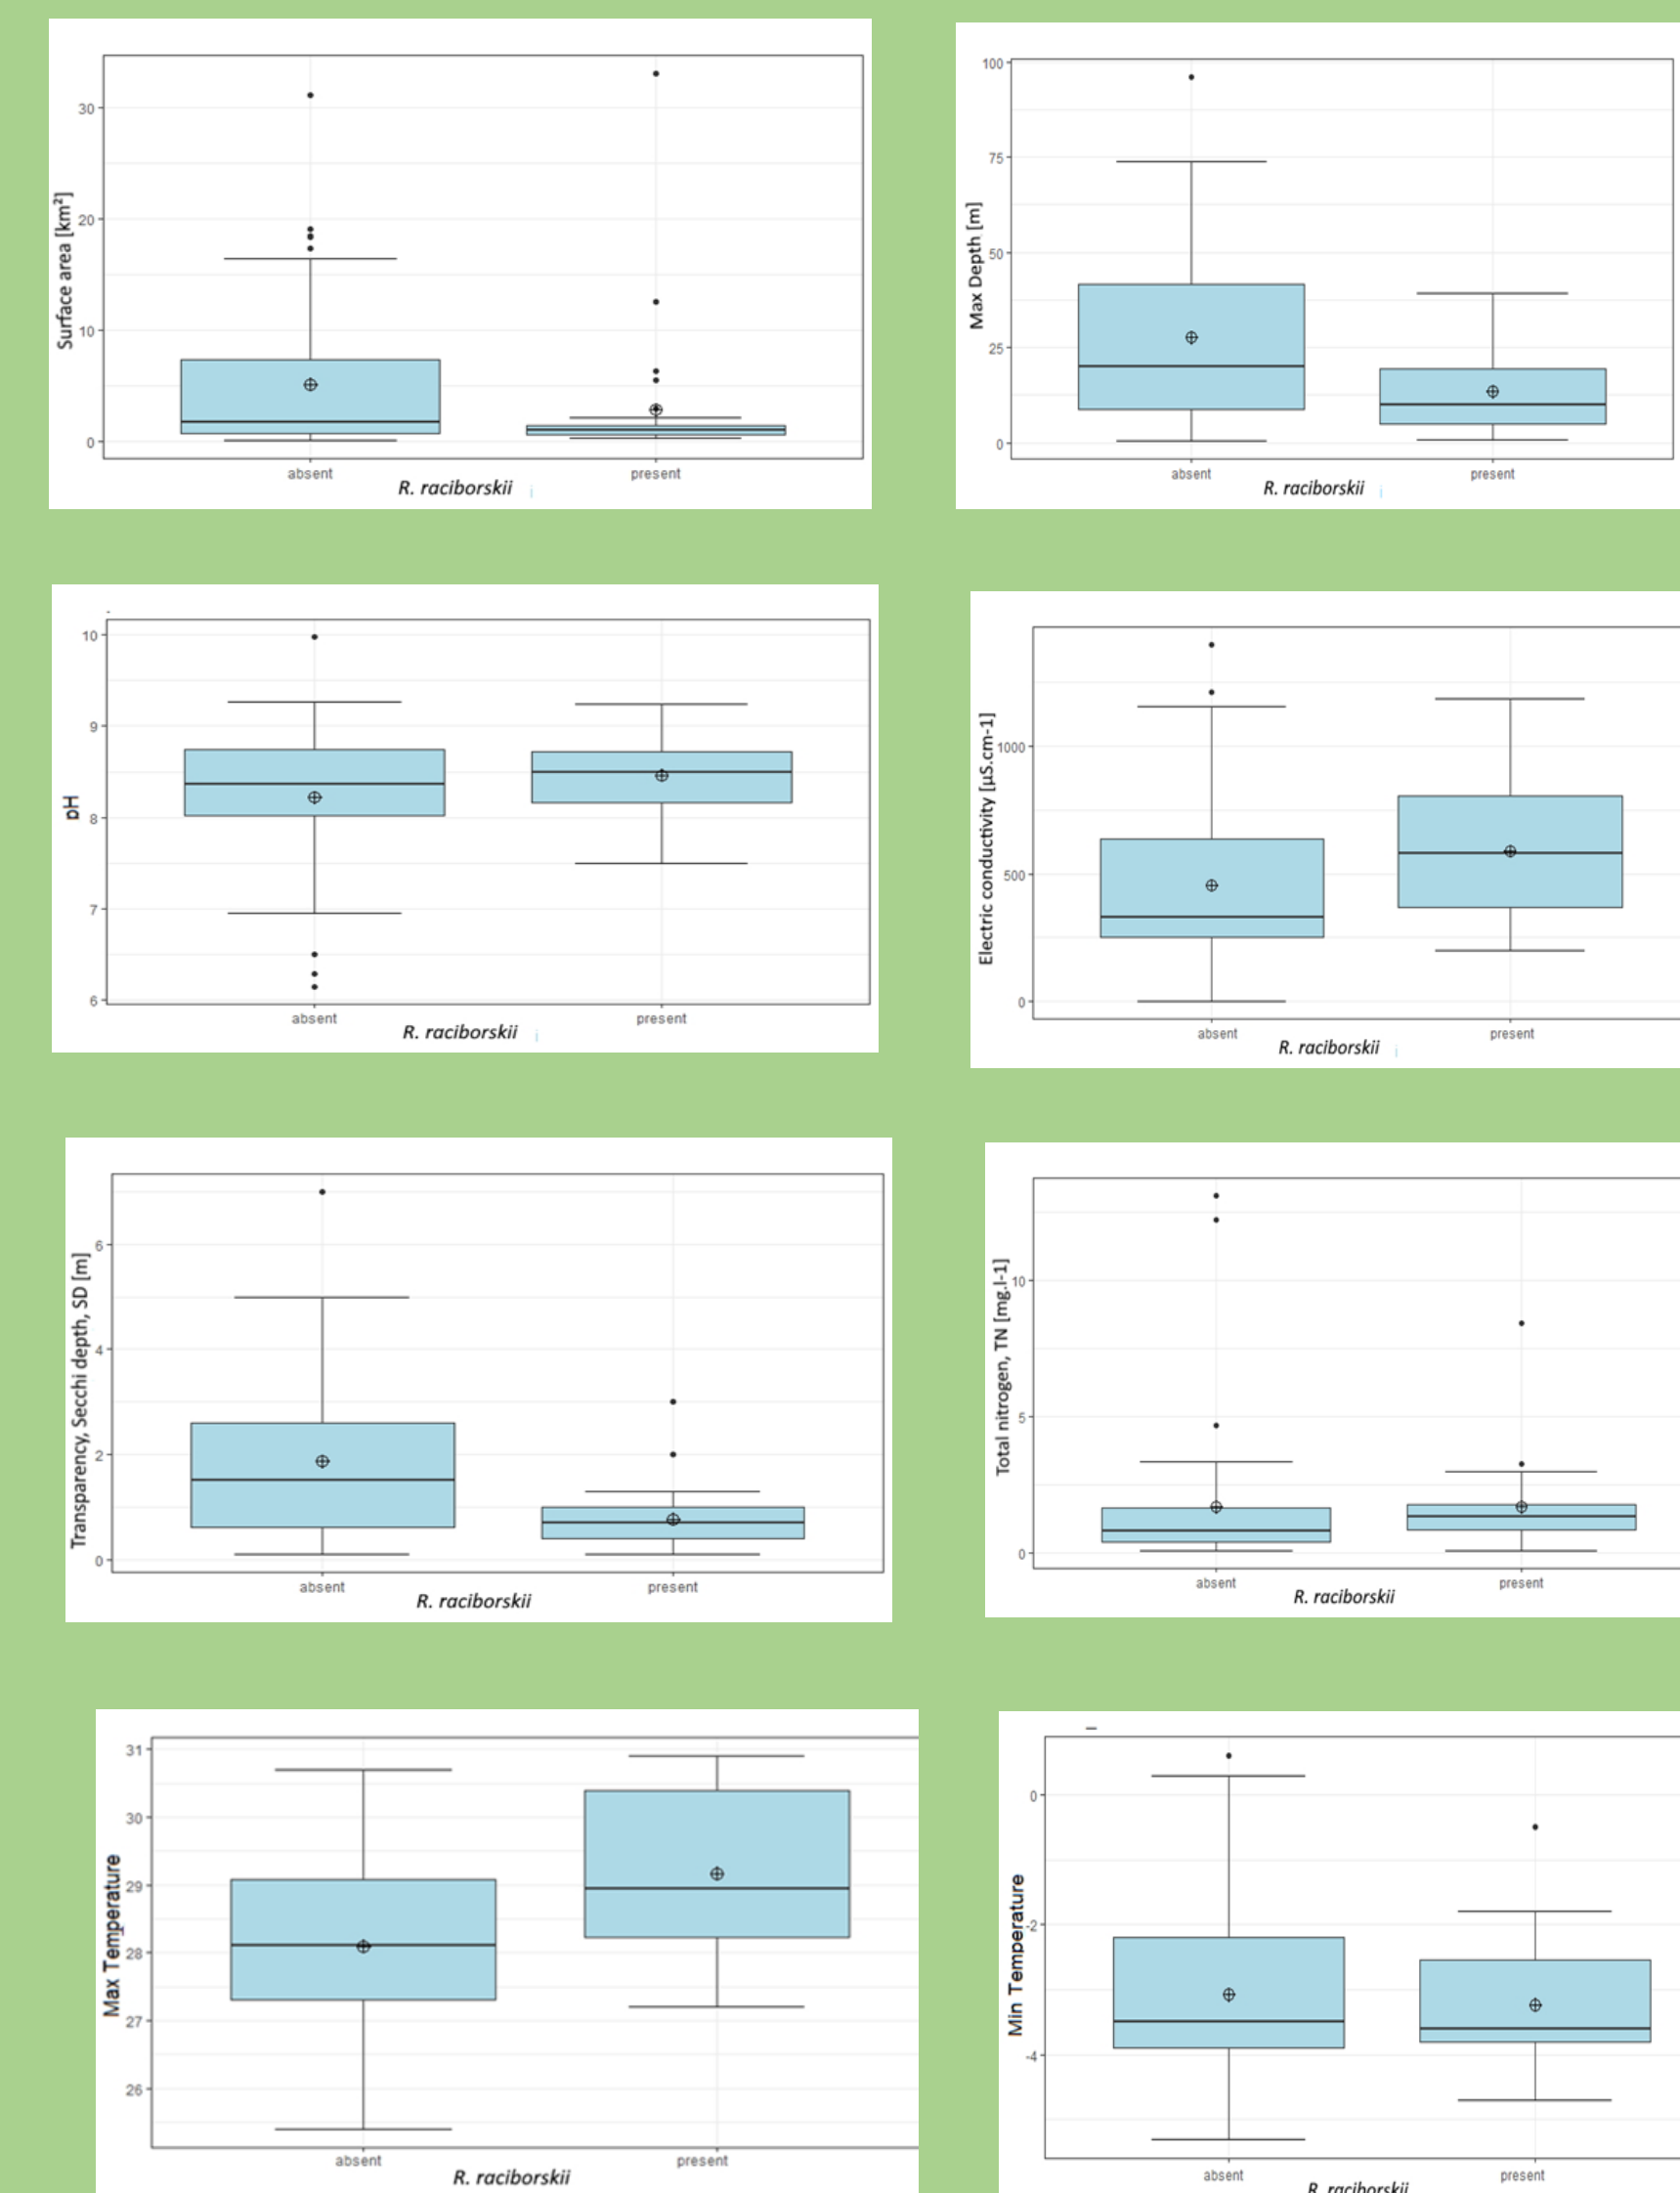 Surface area [km²]
30
20
10
0
absent present
R. raciborskii
Max Depth [m]
100
75
50
25
0
absent present
R. raciborskii
pH
10
9
8
7
6
absent present
R. raciborskii
Electric conductivity [µS.cm-1]
1000
500
0
absent present
R. raciborskii
Transparency, Secchi depth, SD [m]
6
4
2
0
absent present
R. raciborskii
Total nitrogen, TN [mg.l-1]
10
5
0
absent present
R. raciborskii
Max Temperature
31
30
29
28
27
26
absent present
R. raciborskii
Min Temperature
0
-2
-4
absent present
R. raciborskii